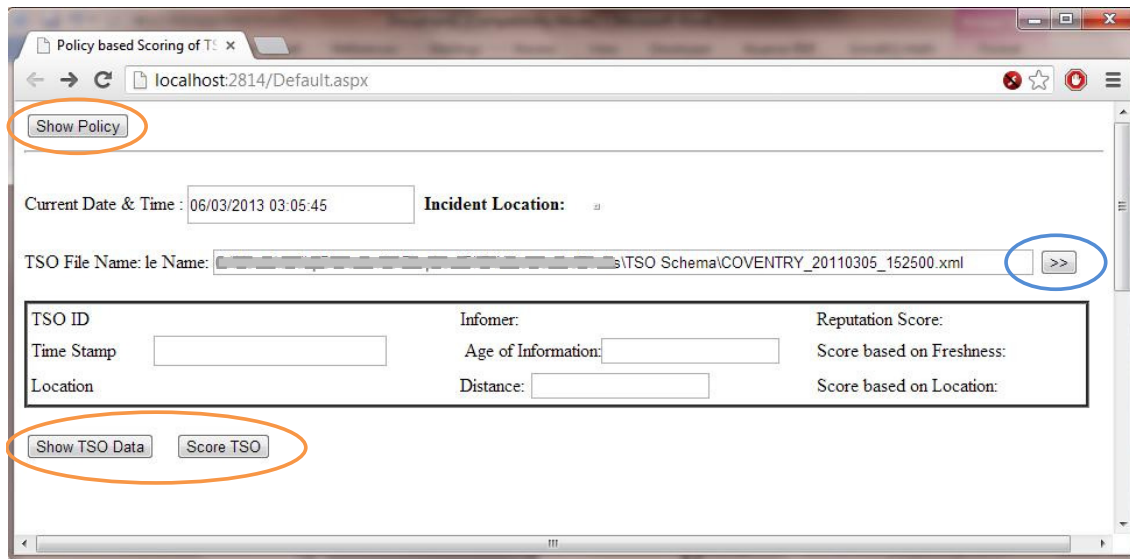 Policy based Scoring of TS
localhost:2814/Default.aspx
Show Policy
Current Date & Time : 06/03/2013 03:05:45 Incident Location:
TSO File Name: le Name: s\TSO Schema\COVENTRY_20110305_152500.xml >>
TSO ID Infomer: Reputation Score:
Time Stamp Age of Information: Score based on Freshness:
Location Distance: Score based on Location:
Show TSO Data Score TSO